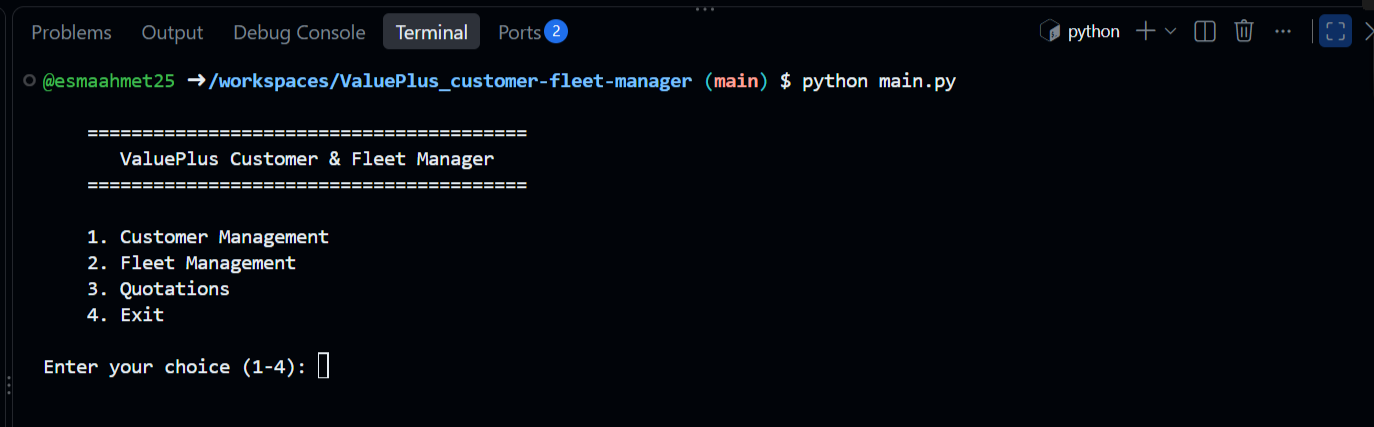 Problems Output Debug Console Terminal Ports 2 python
@esmaahmet25 ➜/workspaces/ValuePlus_customer-fleet-manager (main) $ python main.py
========================================
ValuePlus Customer & Fleet Manager
========================================
1. Customer Management
2. Fleet Management
3. Quotations
4. Exit
Enter your choice (1-4):